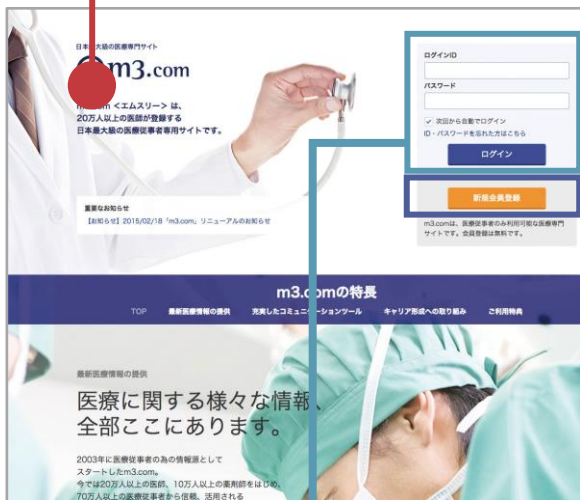 日本最大級の医療専門サイト
m3.com
<エムスリー> は、
20万人以上の医師が登録する
日本最大級の医療従事者専用サイトです。
重要なお知らせ
【お知らせ】2015/02/18「m3.com」リニューアルのお知らせ
ログインID
パスワード
次回から自動でログイン
ID・パスワードを忘れた方はこちら
ログイン
新規会員登録
m3.comは、医療従事者のみ利用可能な医療専門
サイトです。会員登録は無料です。
m3.comの特長
TOP 最新医療情報の提供 充実したコミュニケーションツール キャリア形成への取り組み ご利用特典
最新医療情報の提供
医療に関する様々な情報、
全部ここにあります。
2003年に医療従事者の為の情報源として
スタートしたm3.com。
今では20万人以上の医師、10万人以上の薬剤師をはじめ、
70万人以上の医療従事者から信頼、活用される